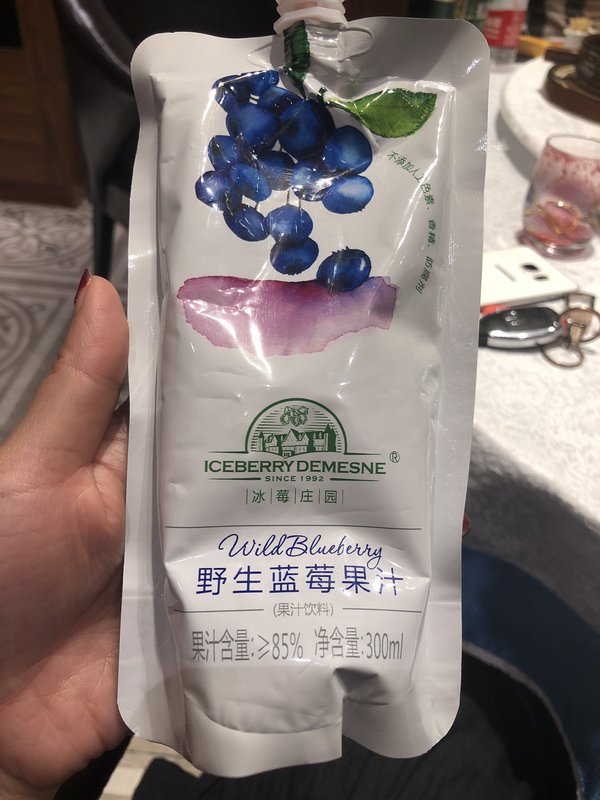 不添加人工色素、香精、防腐剂
ICEBERRY DEMESNE®
SINCE 1992
冰莓庄园
Wild Blueberry
野生蓝莓果汁
(果汁饮料)
果汁含量:≥85% 净含量:300ml